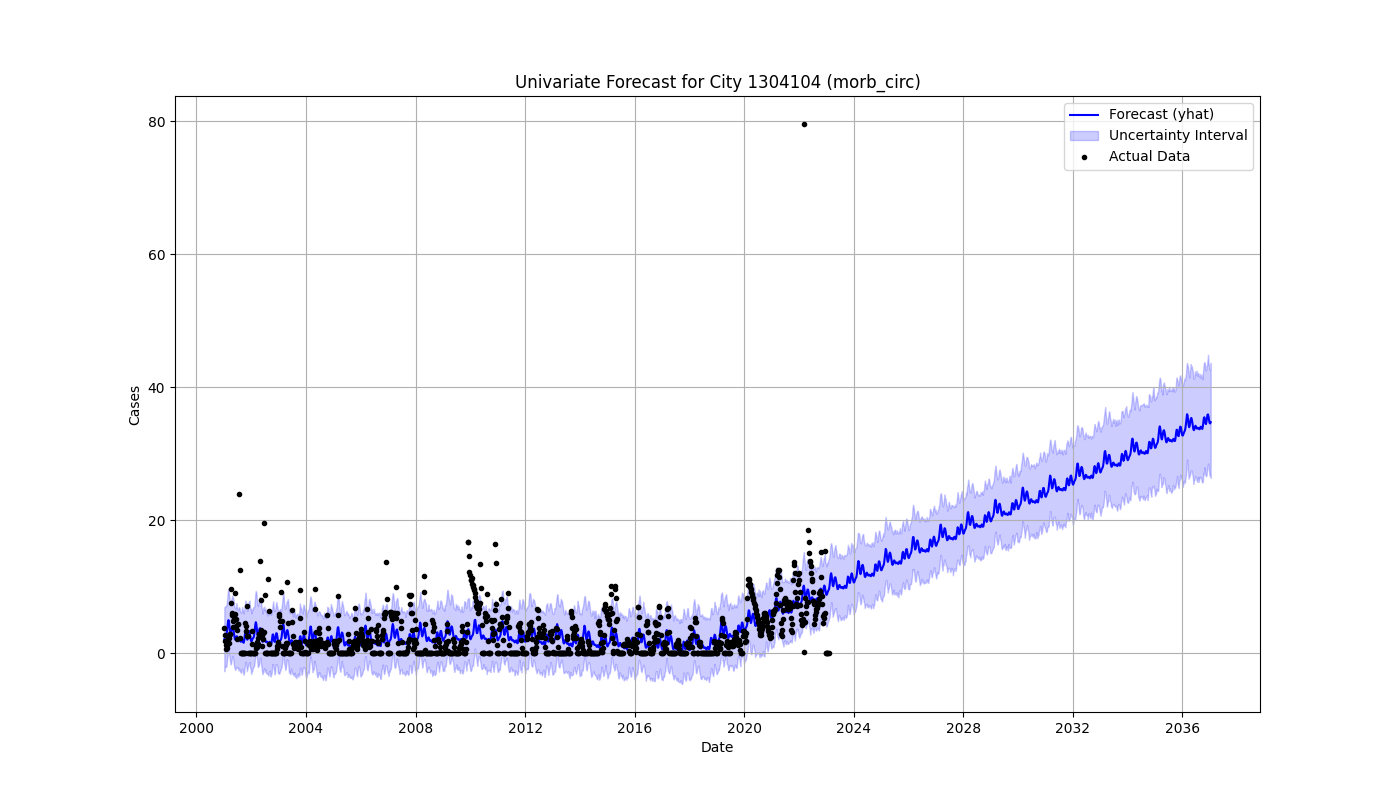 Univariate Forecast for City 1304104 (morb_circ)
Forecast (yhat)
Uncertainty Interval
Actual Data
80
60
40
20
0
Cases
2000 2004 2008 2012 2016 2020 2024 2028 2032 2036
Date